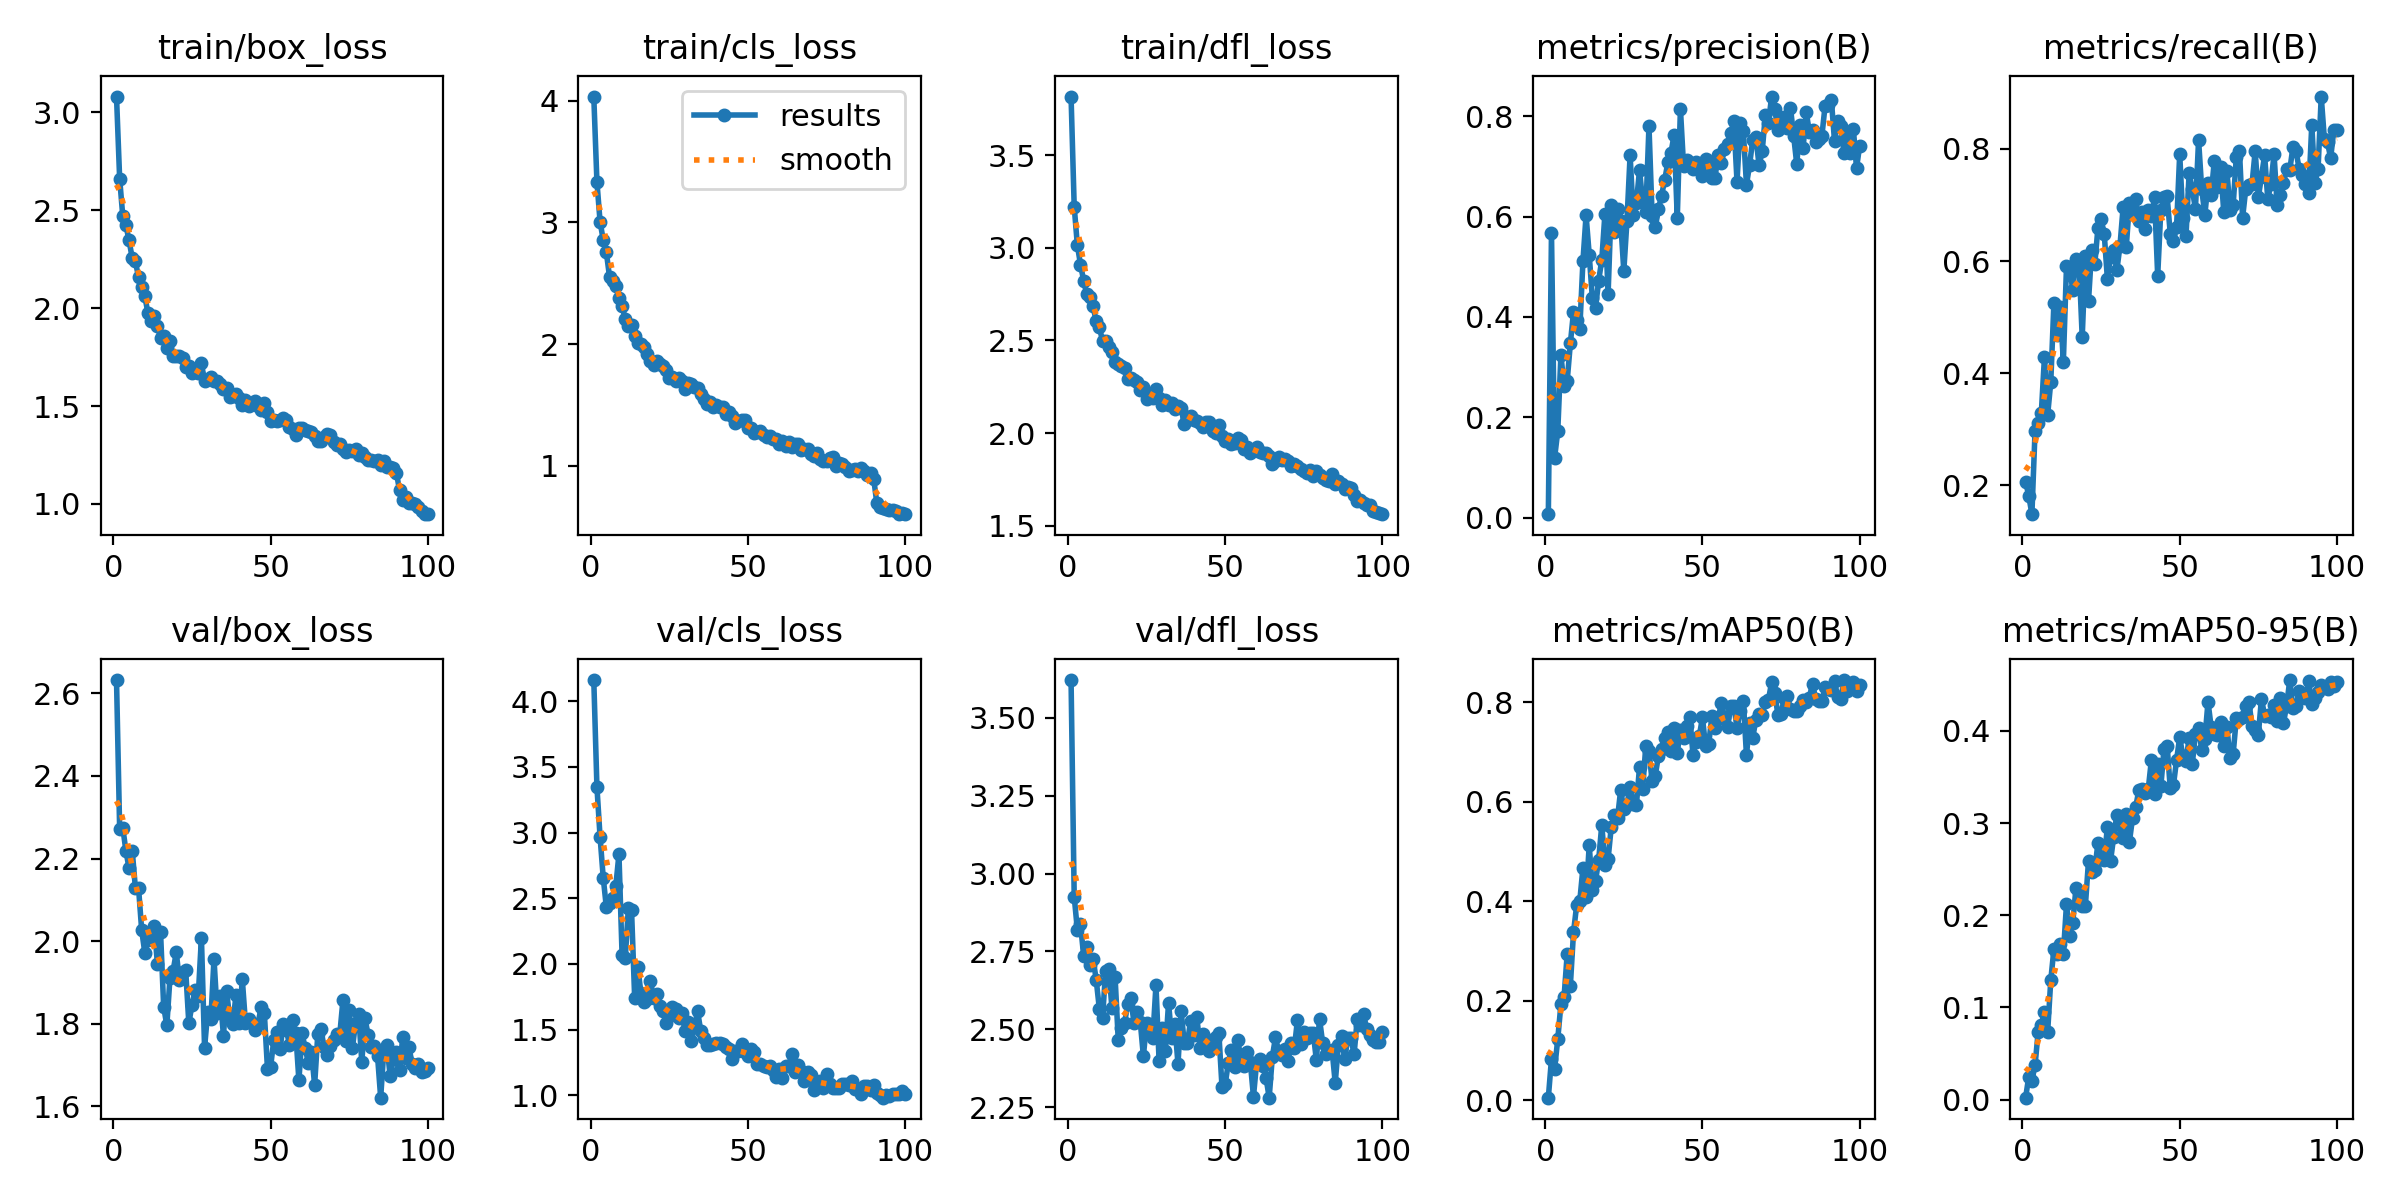 train/box_loss
3.0
2.5
2.0
1.5
1.0
0 50 100
train/cls_loss
results
smooth
4
3
2
1
0 50 100
train/dfl_loss
3.5
3.0
2.5
2.0
1.5
0 50 100
metrics/precision(B)
0.8
0.6
0.4
0.2
0.0
0 50 100
metrics/recall(B)
0.8
0.6
0.4
0.2
0 50 100
val/box_loss
2.6
2.4
2.2
2.0
1.8
1.6
0 50 100
val/cls_loss
4.0
3.5
3.0
2.5
2.0
1.5
1.0
0 50 100
val/dfl_loss
3.50
3.25
3.00
2.75
2.50
2.25
0 50 100
metrics/mAP50(B)
0.8
0.6
0.4
0.2
0.0
0 50 100
metrics/mAP50-95(B)
0.4
0.3
0.2
0.1
0.0
0 50 100